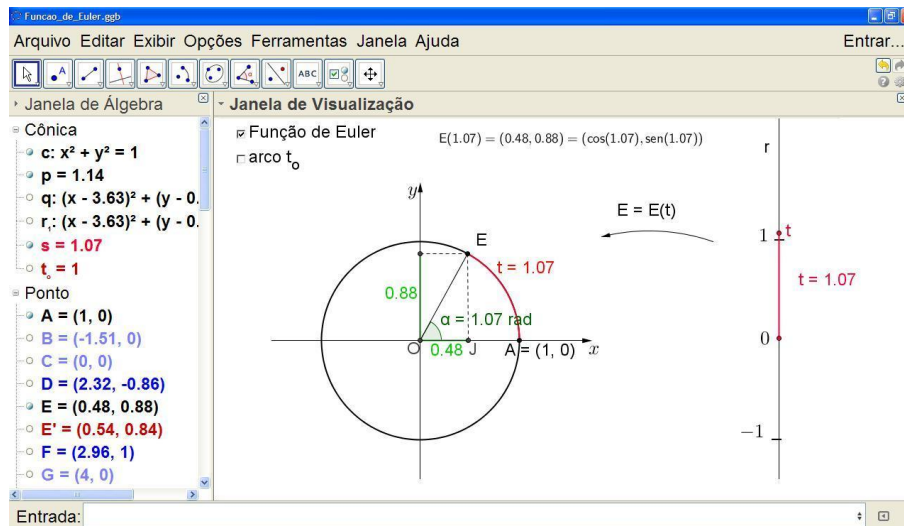 Funcao_de_Euler.ggb
Arquivo Editar Exibir Opções Ferramentas Janela Ajuda
Entrar...
A
ABC
Janela de Álgebra
Cônica
c: x² + y² = 1
p = 1.14
q: (x - 3.63)² + (y - 0.
r,: (x - 3.63)² + (y - 0.
s = 1.07
t₀ = 1
Ponto
A = (1, 0)
B = (-1.51, 0)
C = (0, 0)
D = (2.32, -0.86)
E = (0.48, 0.88)
E' = (0.54, 0.84)
F = (2.96, 1)
G = (4, 0)
Janela de Visualização
Função de Euler
arco t₀
E(1.07) = (0.48, 0.88) = (cos(1.07), sen(1.07))
r
y
E = E(t)
E
1
t
t = 1.07
t = 1.07
0.88
α = 1.07 rad
0
O
0.48
J
A = (1, 0)
x
−1
Entrada: